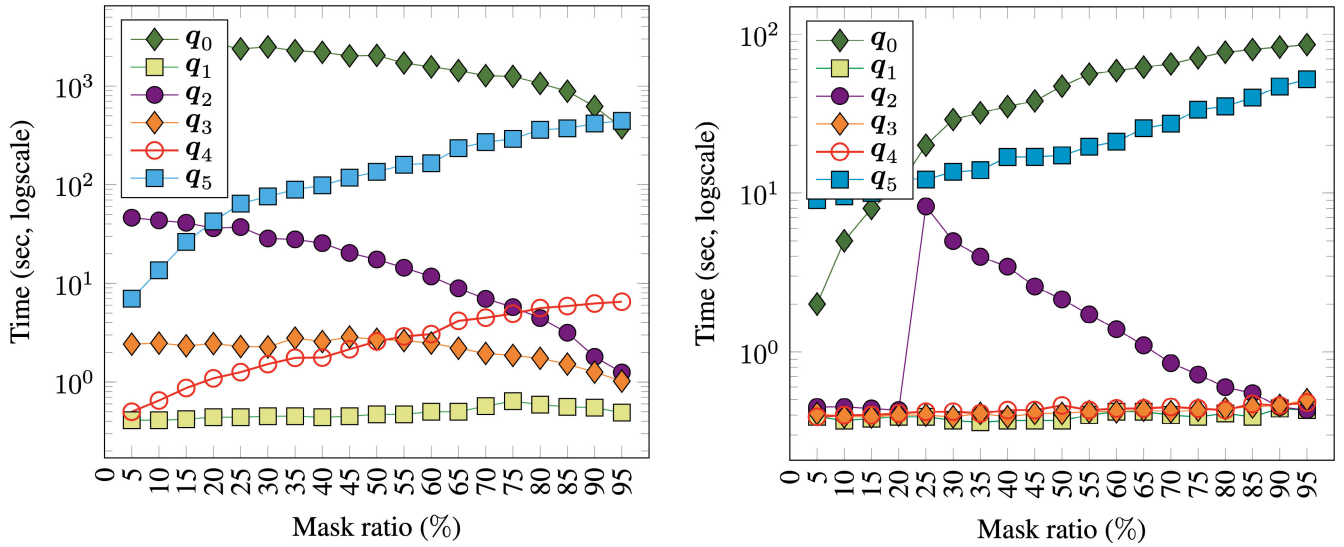 q0
q1
q2
q3
q4
q5
10^3
10^2
10^1
10^0
Time (sec, logscale)
0 5 10 15 20 25 30 35 40 45 50 55 60 65 70 75 80 85 90 95
Mask ratio (%)
q0
q1
q2
q3
q4
q5
10^2
10^1
10^0
Time (sec, logscale)
0 5 10 15 20 25 30 35 40 45 50 55 60 65 70 75 80 85 90 95
Mask ratio (%)